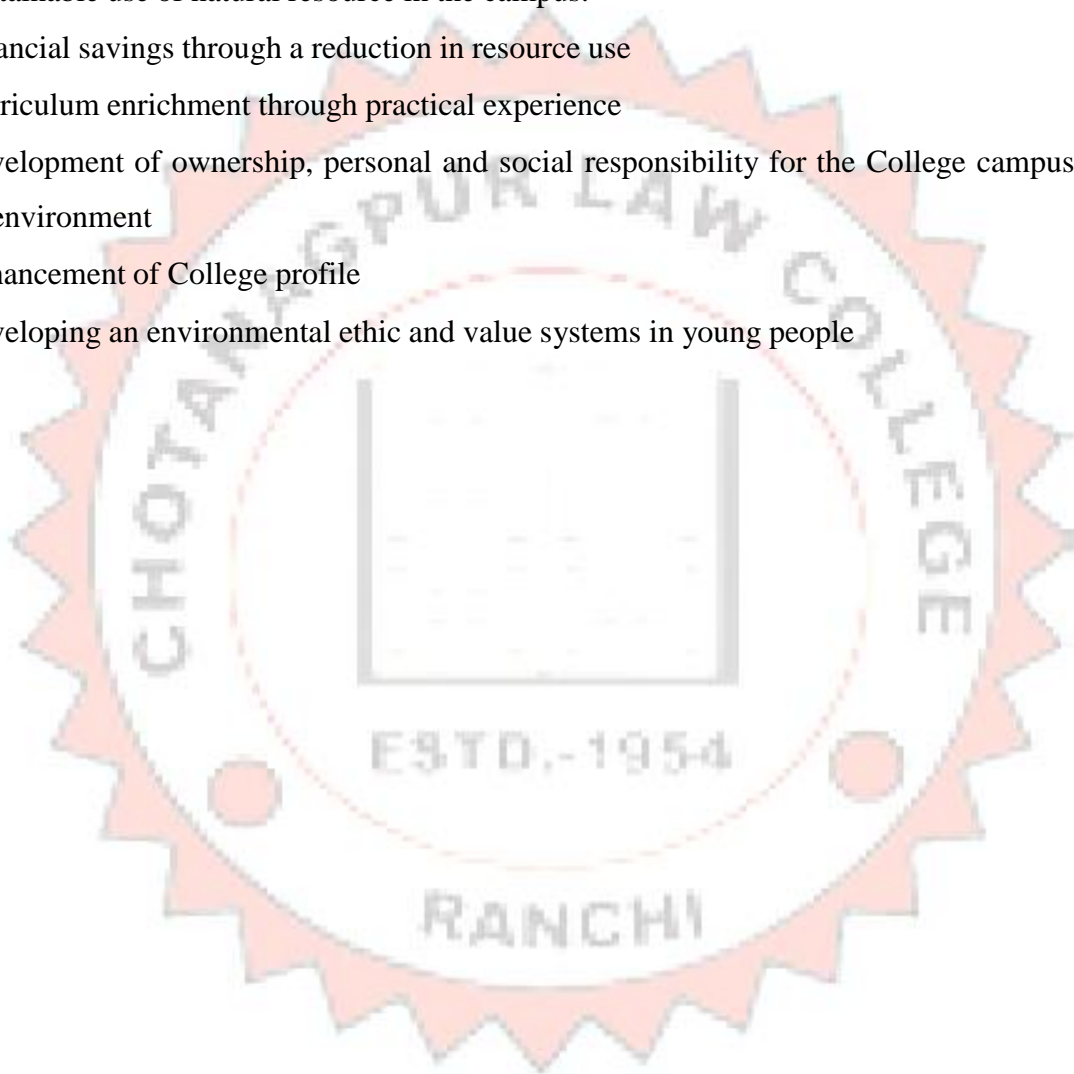 tainable use of natural resource in the campus.
ancial savings through a reduction in resource use
riculum enrichment through practical experience
velopment of ownership, personal and social responsibility for the College campus
environment
hancement of College profile
veloping an environmental ethic and value systems in young people
CHOTANAGPUR LAW COLLEGE
ESTD.-1954
RANCHI